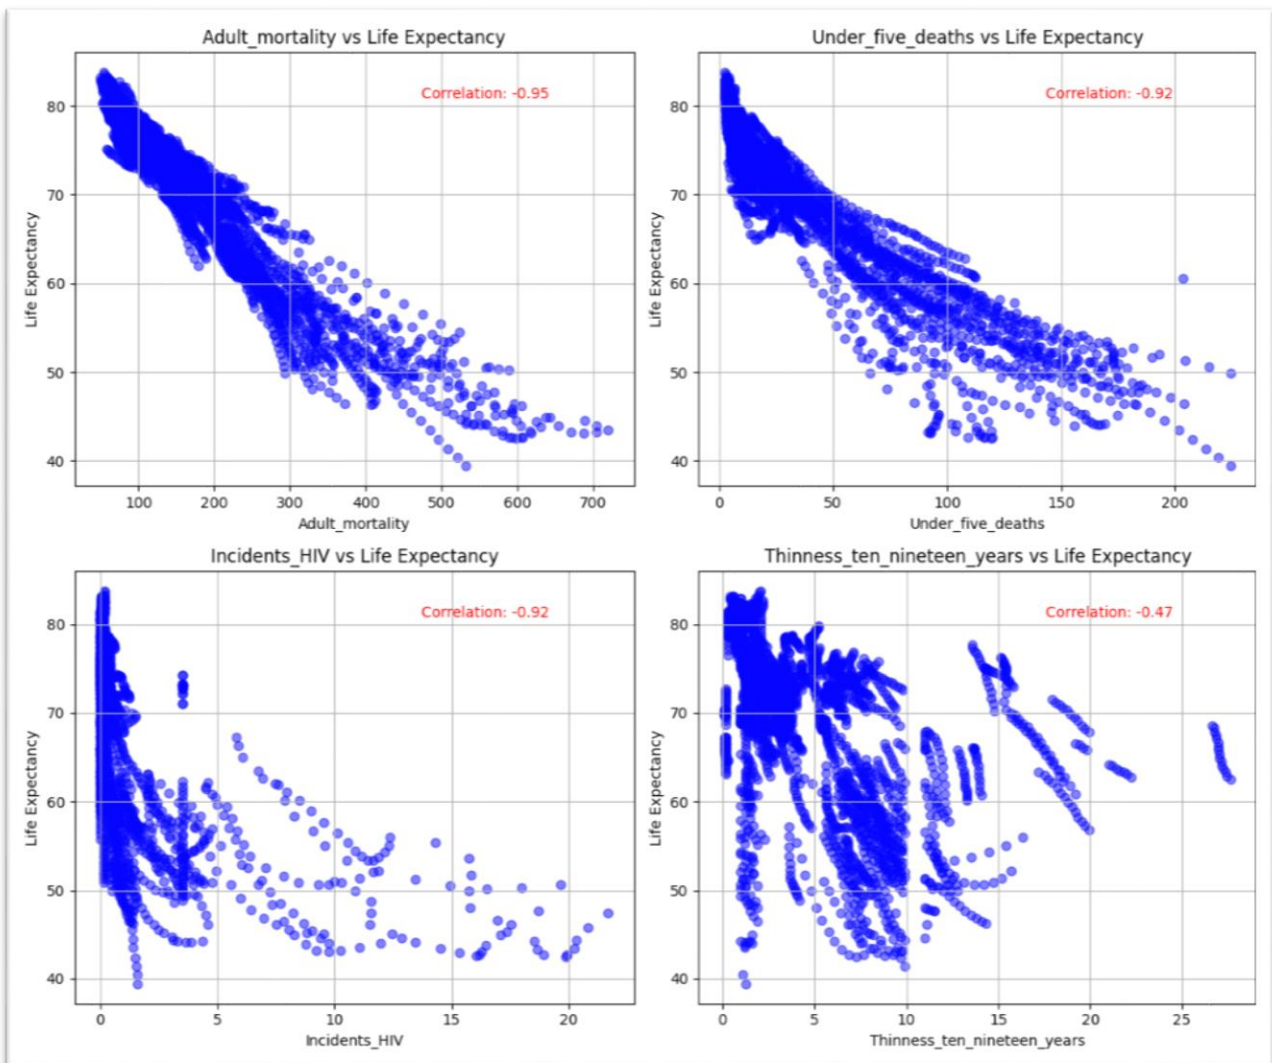 Adult_mortality vs Life Expectancy
Correlation: -0.95
Life Expectancy
80
70
60
50
40
100 200 300 400 500 600 700
Adult_mortality
Under_five_deaths vs Life Expectancy
Correlation: -0.92
Life Expectancy
80
70
60
50
40
0 50 100 150 200
Under_five_deaths
Incidents_HIV vs Life Expectancy
Correlation: -0.92
Life Expectancy
80
70
60
50
40
0 5 10 15 20
Incidents_HIV
Thinness_ten_nineteen_years vs Life Expectancy
Correlation: -0.47
Life Expectancy
80
70
60
50
40
0 5 10 15 20 25
Thinness_ten_nineteen_years